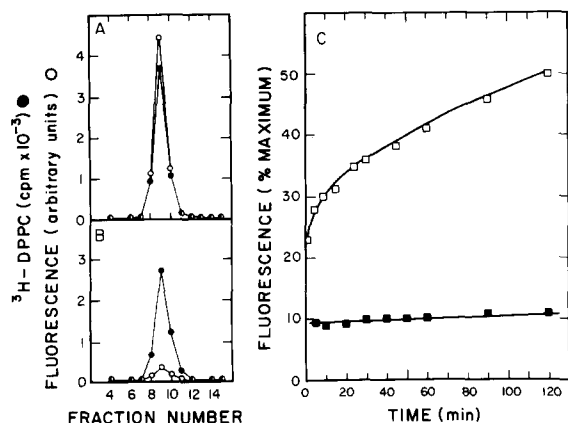 A
³H-DPPC (cpm x10⁻³) ●
FLUORESCENCE (arbitrary units) O
4
3
2
1
0
B
3
2
1
0
4 6 8 10 12 14
FRACTION NUMBER
C
FLUORESCENCE (% MAXIMUM)
50
40
30
20
10
0
0 20 40 60 80 100 120
TIME (min)